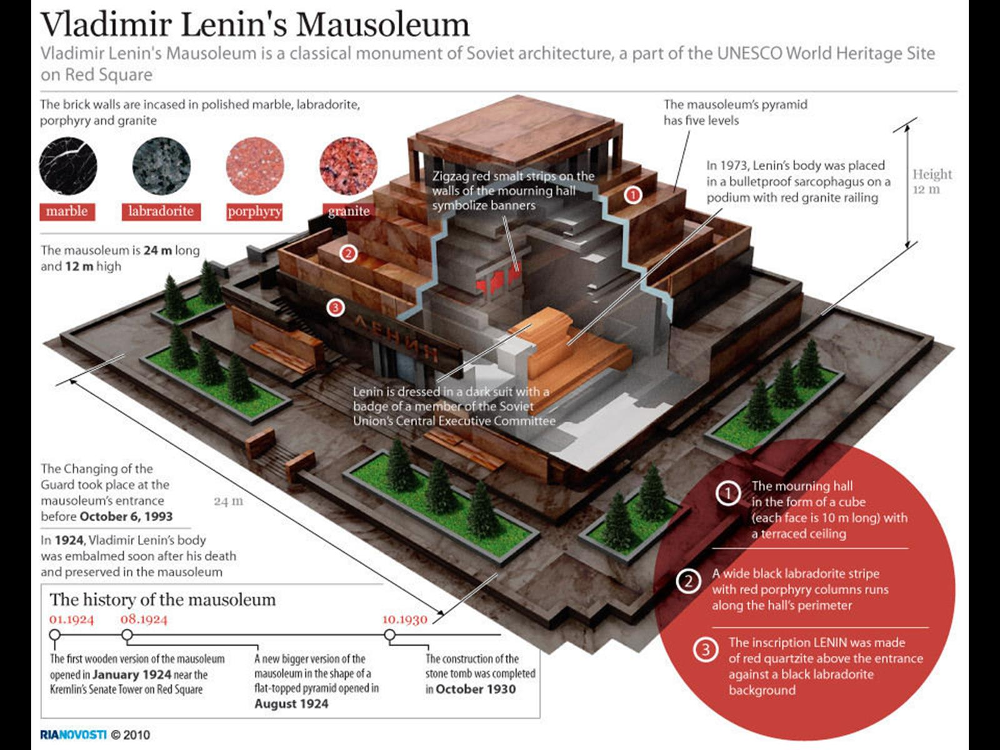 Vladimir Lenin's Mausoleum
Vladimir Lenin's Mausoleum is a classical monument of Soviet architecture, a part of the UNESCO World Heritage Site
on Red Square
The brick walls are incased in polished marble, labradorite,
porphyry and granite
marble
labradorite
porphyry
granite
The mausoleum is 24 m long
and 12 m high
The mausoleum's pyramid
has five levels
In 1973, Lenin's body was placed
in a bulletproof sarcophagus on a
podium with red granite railing
Height
12 m
Zigzag red smalt strips on the
walls of the mourning hall
symbolize banners
1
2
3
ЛЕНИН
Lenin is dressed in a dark suit with a
badge of a member of the Soviet
Union's Central Executive Committee
24 m
The Changing of the
Guard took place at the
mausoleum's entrance
before October 6, 1993
In 1924, Vladimir Lenin's body
was embalmed soon after his death
and preserved in the mausoleum
The history of the mausoleum
01.1924
08.1924
10.1930
The first wooden version of the mausoleum
opened in January 1924 near the
Kremlin's Senate Tower on Red Square
A new bigger version of the
mausoleum in the shape of a
flat-topped pyramid opened in
August 1924
The construction of the
stone tomb was completed
in October 1930
1
The mourning hall
in the form of a cube
(each face is 10 m long) with
a terraced ceiling
2
A wide black labradorite stripe
with red porphyry columns runs
along the hall's perimeter
3
The inscription LENIN was made
of red quartzite above the entrance
against a black labradorite
background
RIANOVOSTI © 2010